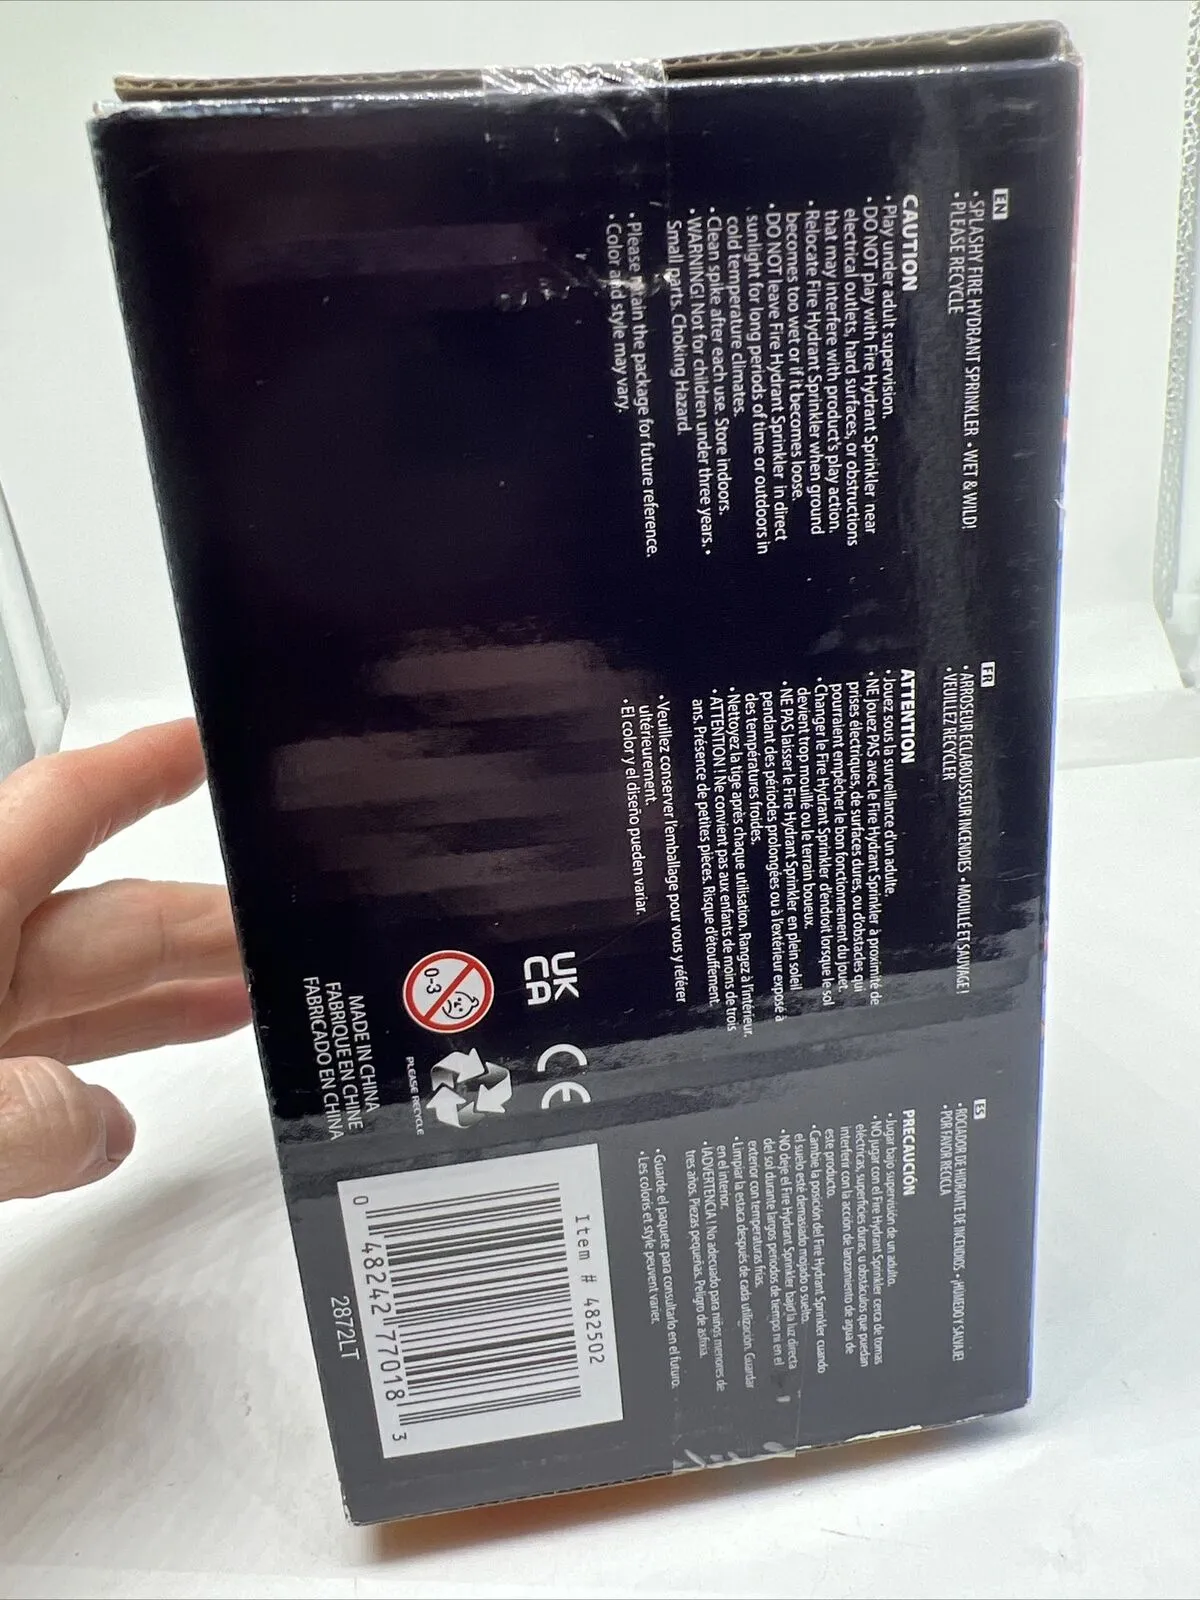 EN
• SPLASHY FIRE HYDRANT SPRINKLER • WET & WILD!
• PLEASE RECYCLE
CAUTION
• Play under adult supervision.
• DO NOT play with Fire Hydrant Sprinkler near
electrical outlets, hard surfaces, or obstructions
that may interfere with product's play action.
• Relocate Fire Hydrant Sprinkler when ground
becomes too wet or if it becomes loose.
• DO NOT leave Fire Hydrant Sprinkler in direct
sunlight for long periods of time or outdoors in
cold temperature climates.
• Clean spike after each use. Store indoors.
• WARNING! Not for children under three years. •
Small parts. Choking Hazard.
• Please retain the package for future reference.
• Color and style may vary.
FR
• ARROSEUR ECLABOUSSEUR INCENDIES • MOUILLÉ ET SAUVAGE!
• VEUILLEZ RECYCLER
ATTENTION
• Jouez sous la surveillance d'un adulte.
• NE jouez PAS avec le Fire Hydrant Sprinkler à proximité de
prises électriques, de surfaces dures, ou d'obstacles qui
pourraient empêcher le bon fonctionnement du jouet.
• Changer le Fire Hydrant Sprinkler d'endroit lorsque le sol
devient trop mouillé ou le terrain boueux.
• NE PAS laisser le Fire Hydrant Sprinkler en plein soleil
pendant des périodes prolongées ou à l'extérieur exposé à
des températures froides.
• Nettoyez la tige après chaque utilisation. Rangez à l'intérieur.
• ATTENTION ! Ne convient pas aux enfants de moins de trois
ans. Présence de petites pièces. Risque d'étouffement.
• Veuillez conserver l'emballage pour vous y référer
ultérieurement.
• El color y el diseño pueden variar.
ES
• ROCIADOR DE HIDRANTE DE INCENDIOS • ¡HUMEDO Y SALVAJE!
• POR FAVOR RECICLA
PRECAUCIÓN
• Jugar bajo supervisión de un adulto.
• NO jugar con el Fire Hydrant Sprinkler cerca de tomas
eléctricas, superficies duras, u obstáculos que puedan
interferir con la acción de lanzamiento de agua de
este producto.
• Cambie la posición del Fire Hydrant Sprinkler cuando
el suelo esté demasiado mojado o suelto.
• NO deje el Fire Hydrant Sprinkler bajo la luz directa
del sol durante largos periodos de tiempo ni en el
exterior con temperaturas frías.
• Limpiar la estaca después de cada utilización. Guardar
en el interior.
• ¡ADVERTENCIA! No adecuado para niños menores de
tres años. Piezas pequeñas. Peligro de asfixia.
• Guarde el paquete para consultarlo en el futuro.
• Les coloris et style peuvent varier.
UK
CA
CE
0-3
PLEASE RECYCLE
MADE IN CHINA
FABRIQUE EN CHINE
FABRICADO EN CHINA
Item # 482502
0 48242 77018 3
2872LT